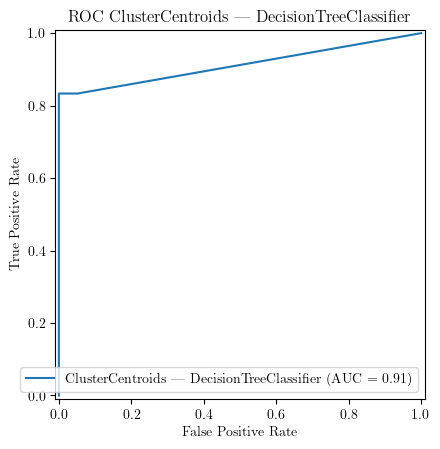 ROC ClusterCentroids — DecisionTreeClassifier
1.0
0.8
0.6
0.4
0.2
0.0
True Positive Rate
ClusterCentroids — DecisionTreeClassifier (AUC = 0.91)
0.0 0.2 0.4 0.6 0.8 1.0
False Positive Rate